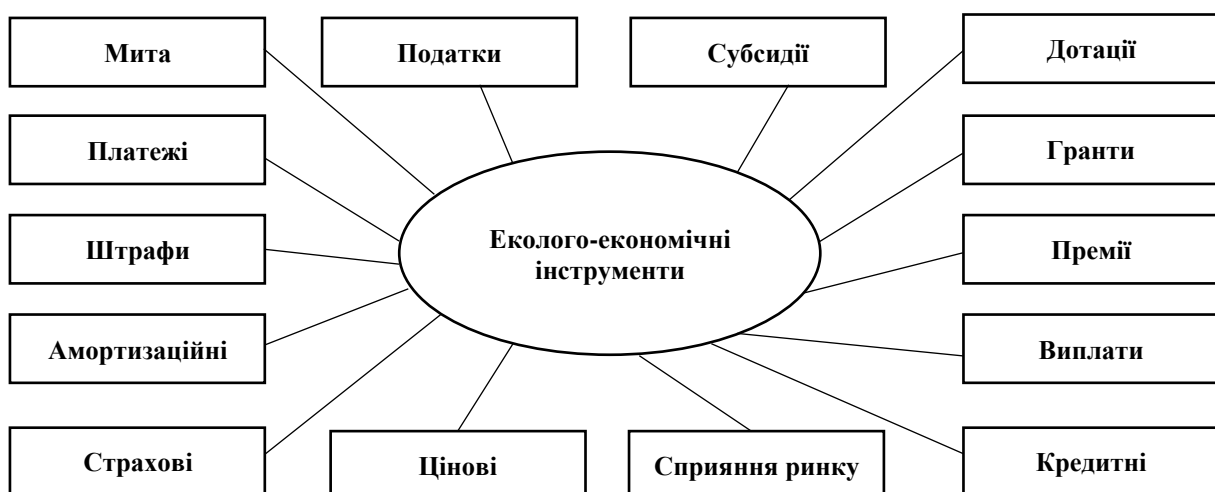 Мита
Податки
Субсидії
Дотації
Платежі
Гранти
Штрафи
Еколого-економічні
інструменти
Премії
Амортизаційні
Виплати
Страхові
Цінові
Сприяння ринку
Кредитні